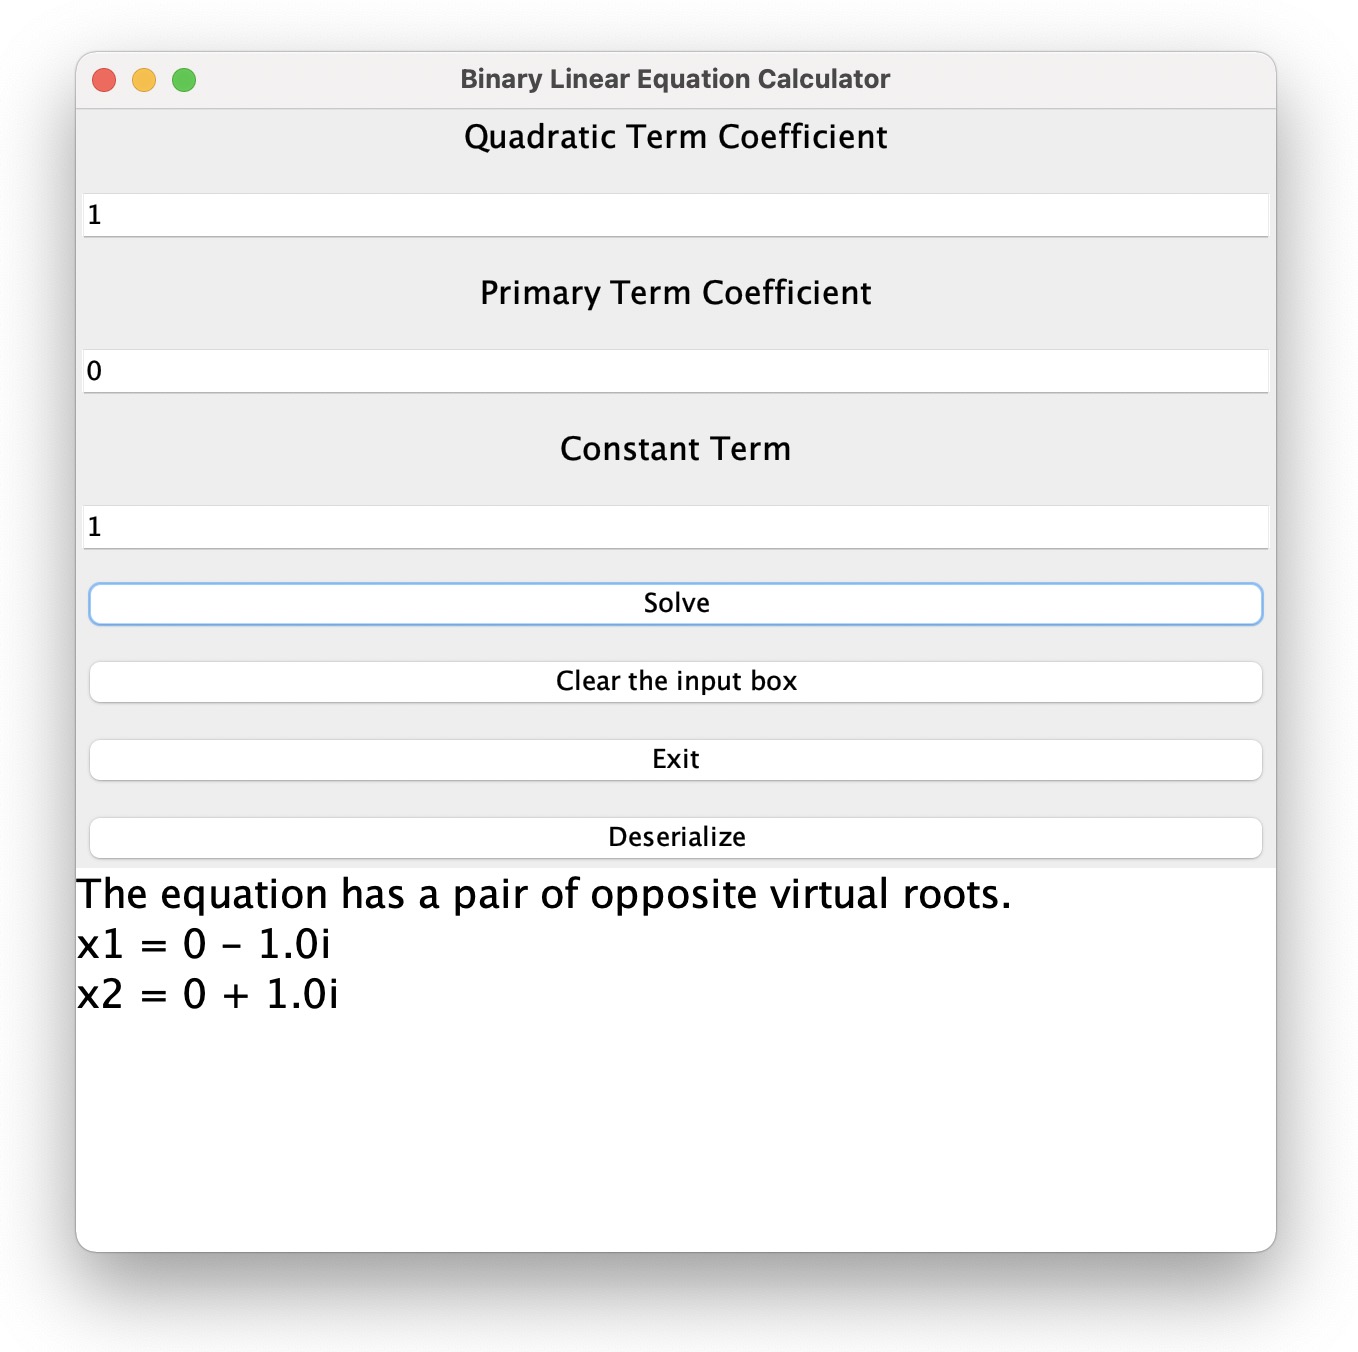 Binary Linear Equation Calculator
Quadratic Term Coefficient
1
Primary Term Coefficient
0
Constant Term
1
Solve
Clear the input box
Exit
Deserialize
The equation has a pair of opposite virtual roots.
x1 = 0 − 1.0i
x2 = 0 + 1.0i